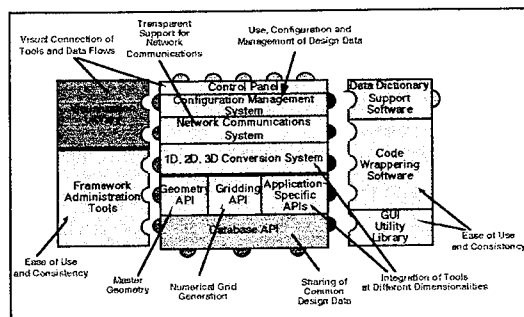 Visual Connection of
Tools and Data Flows
Transparent
Support for
Network
Communications
Use, Configuration and
Management of Design Data
Control Panel
Configuration Management
System
Network Communications
System
1D, 2D, 3D Conversion System
Geometry
API
Gridding
API
Application-
Specific
APIs
Database API
Framework
Administration
Tools
Data Dictionary
Support
Software
Code
Wrappering
Software
GUI
Utility
Library
Ease of Use
and Consistency
Master
Geometry
Numerical Grid
Generation
Sharing of
Common
Design Data
Integration of Tools
at Different Dimensionalities
Ease of Use
and Consistency